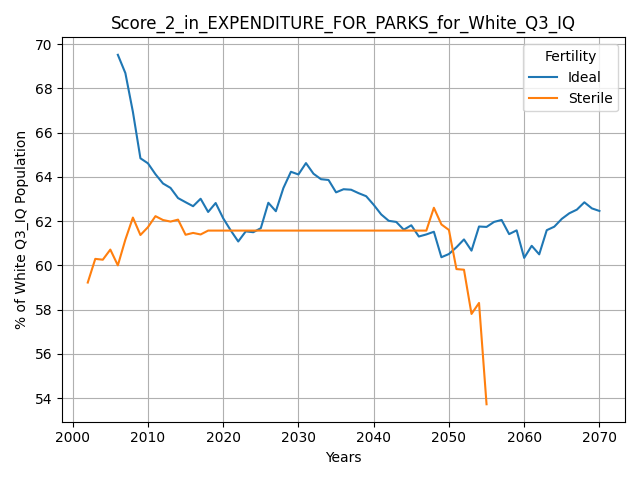 Score_2_in_EXPENDITURE_FOR_PARKS_for_White_Q3_IQ
Fertility
Ideal
Sterile
% of White Q3_IQ Population
70
68
66
64
62
60
58
56
54
2000 2010 2020 2030 2040 2050 2060 2070
Years